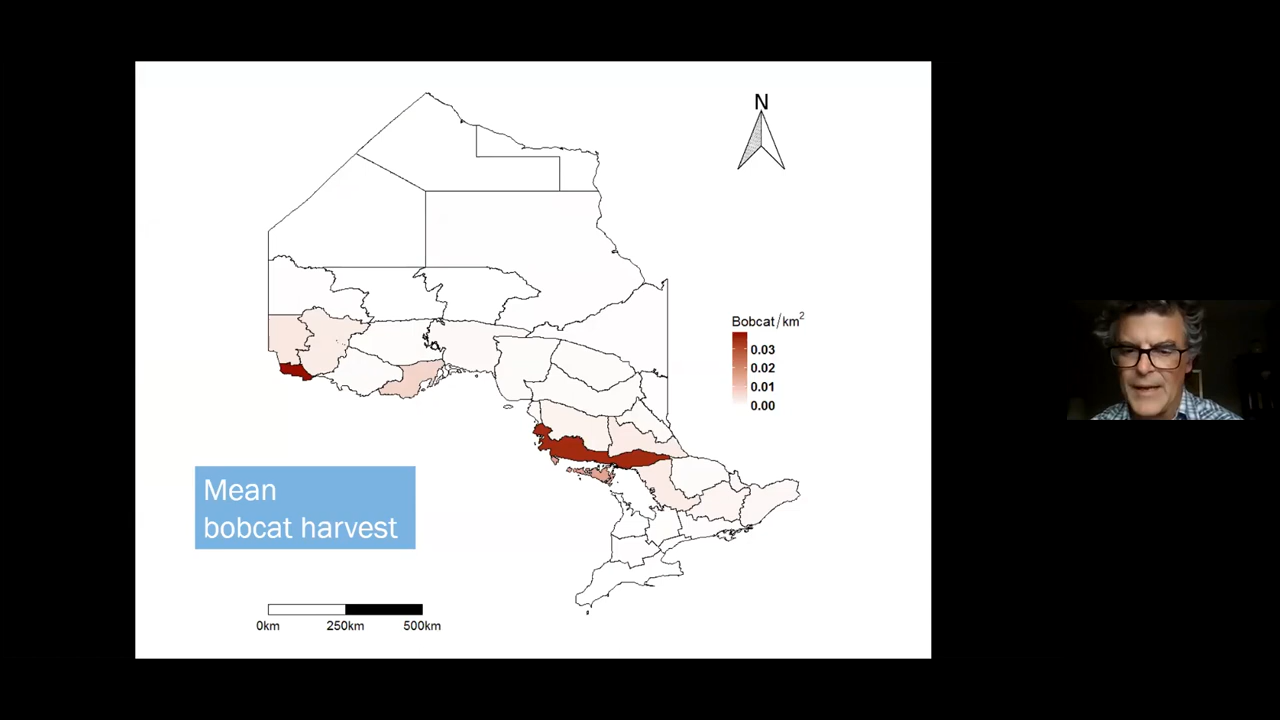 N
Bobcat/km²
0.03
0.02
0.01
0.00
Mean
bobcat harvest
0km 250km 500km